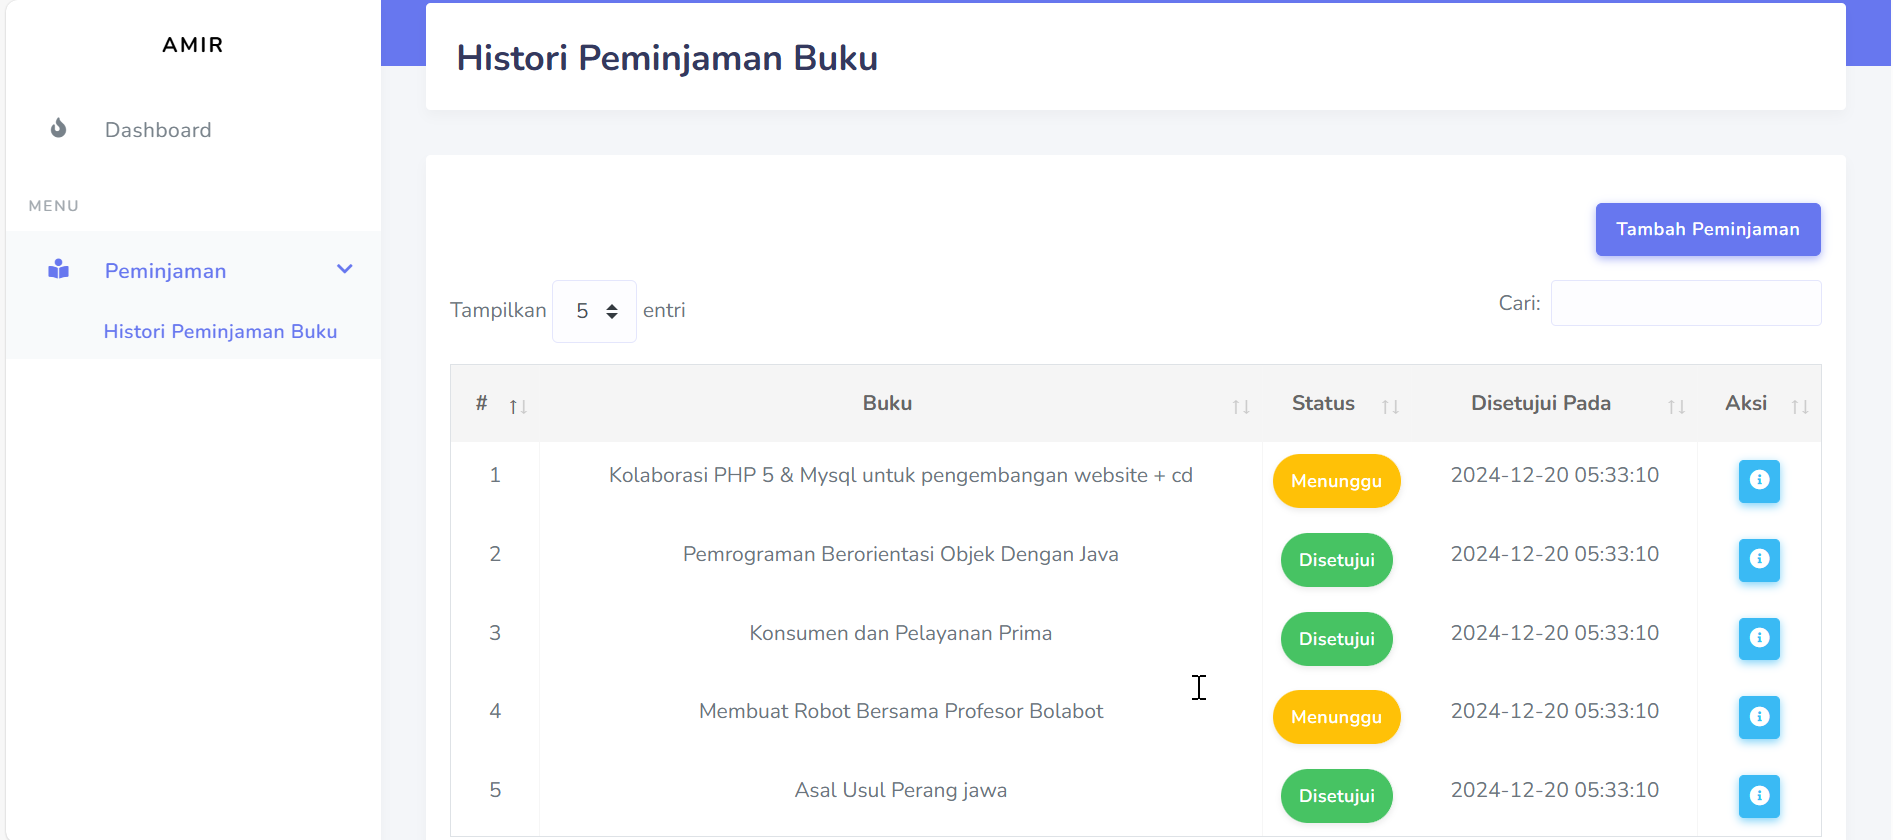 AMIR
Dashboard
MENU
Peminjaman
Histori Peminjaman Buku
Histori Peminjaman Buku
Tambah Peminjaman
Tampilkan 5 entri
Cari:
# Buku Status Disetujui Pada Aksi
1 Kolaborasi PHP 5 & Mysql untuk pengembangan website + cd Menunggu 2024-12-20 05:33:10
2 Pemrograman Berorientasi Objek Dengan Java Disetujui 2024-12-20 05:33:10
3 Konsumen dan Pelayanan Prima Disetujui 2024-12-20 05:33:10
4 Membuat Robot Bersama Profesor Bolabot Menunggu 2024-12-20 05:33:10
5 Asal Usul Perang jawa Disetujui 2024-12-20 05:33:10